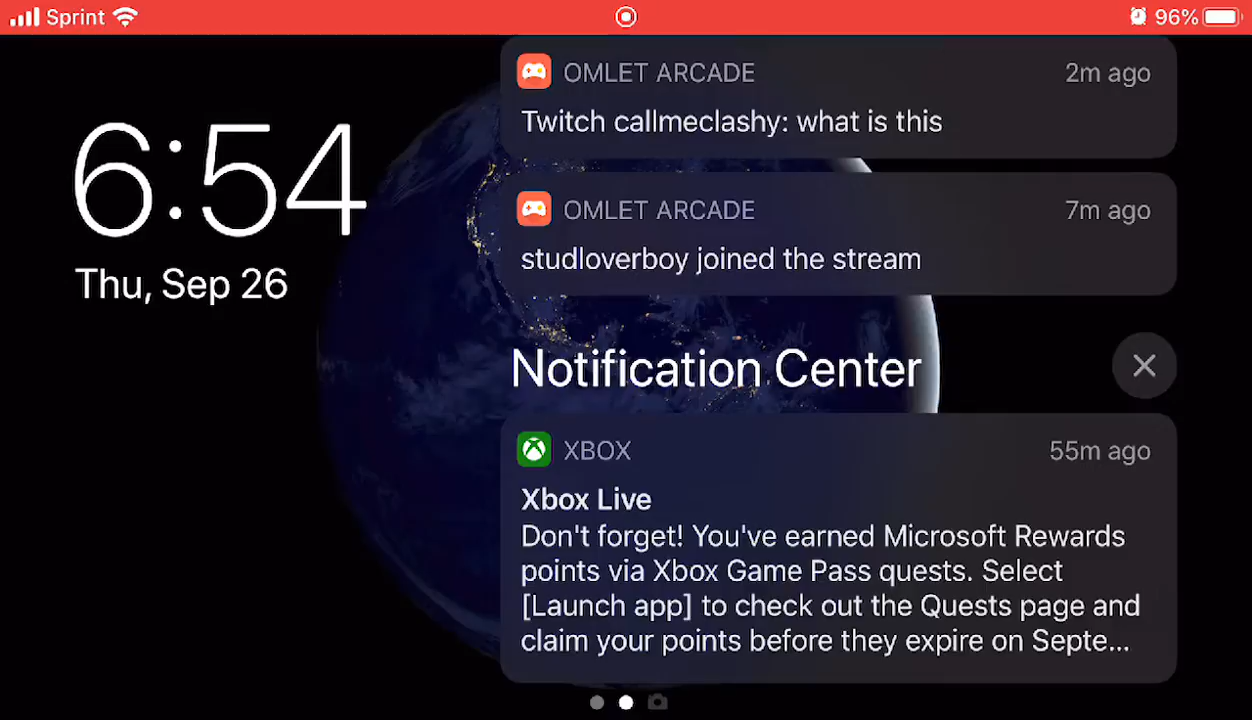 Sprint
96%
6:54
Thu, Sep 26
OMLET ARCADE
2m ago
Twitch callmeclashy: what is this
OMLET ARCADE
7m ago
studloverboy joined the stream
Notification Center
XBOX
55m ago
Xbox Live
Don't forget! You've earned Microsoft Rewards
points via Xbox Game Pass quests. Select
[Launch app] to check out the Quests page and
claim your points before they expire on Septe...